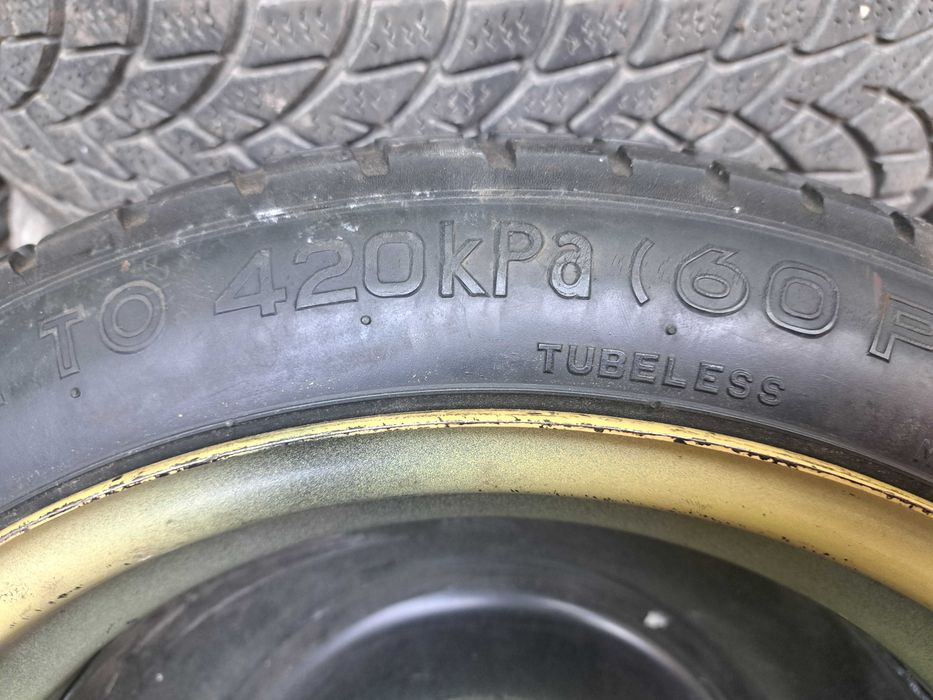 TO 420kPa (60 P
TUBELESS